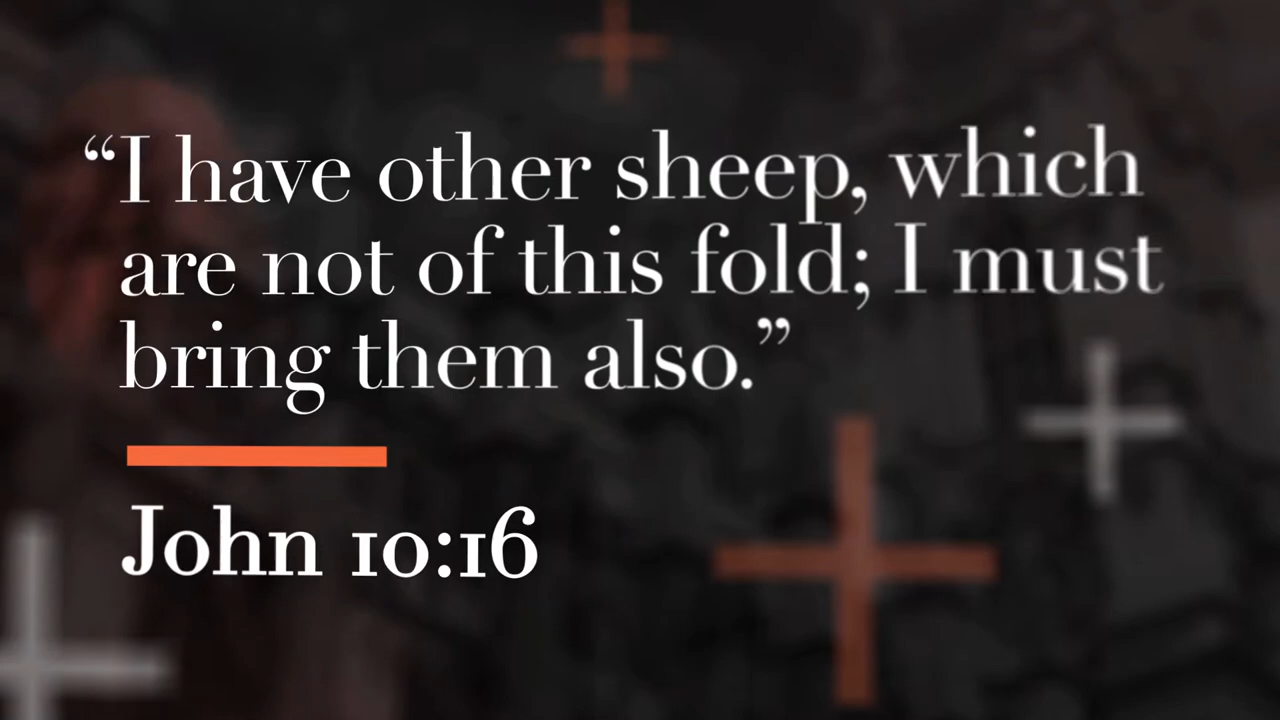 “I have other sheep, which
are not of this fold; I must
bring them also.”
John 10:16